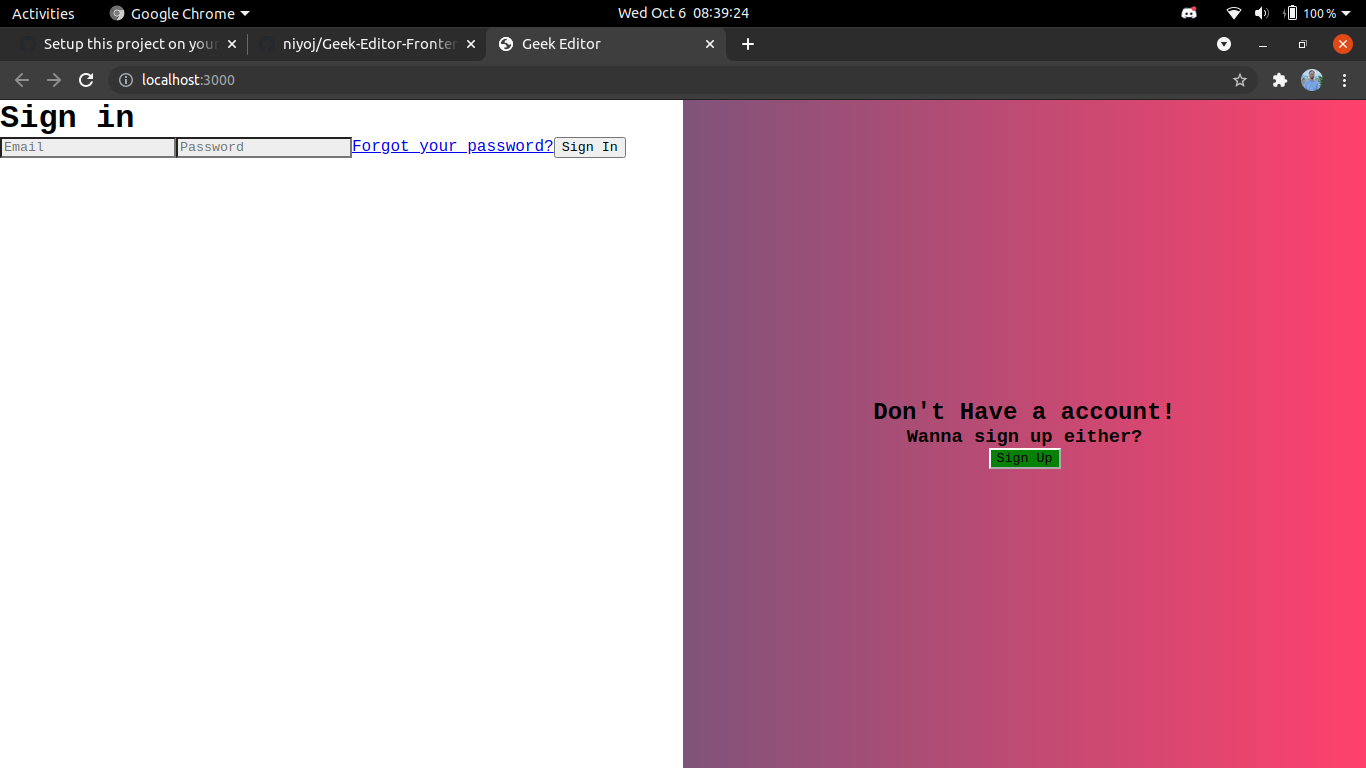 Activities Google Chrome Wed Oct 6 08:39:24 100 %
Setup this project on your niyoj/Geek-Editor-Fronter Geek Editor
localhost:3000
Sign in
Email Password Forgot your password? Sign In
Don't Have a account!
Wanna sign up either?
Sign Up